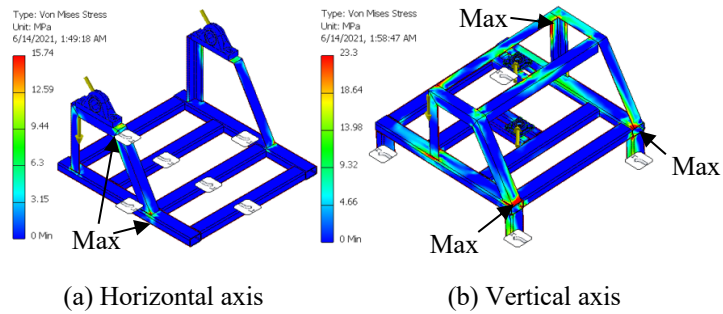 Type: Von Mises Stress
Unit: MPa
6/14/2021, 1:49:18 AM
15.74
12.59
9.44
6.3
3.15
0 Min
Max
Type: Von Mises Stress
Unit: MPa
6/14/2021, 1:58:47 AM
23.3
18.64
13.98
9.32
4.66
0 Min
Max
Max
Max
(a) Horizontal axis
(b) Vertical axis